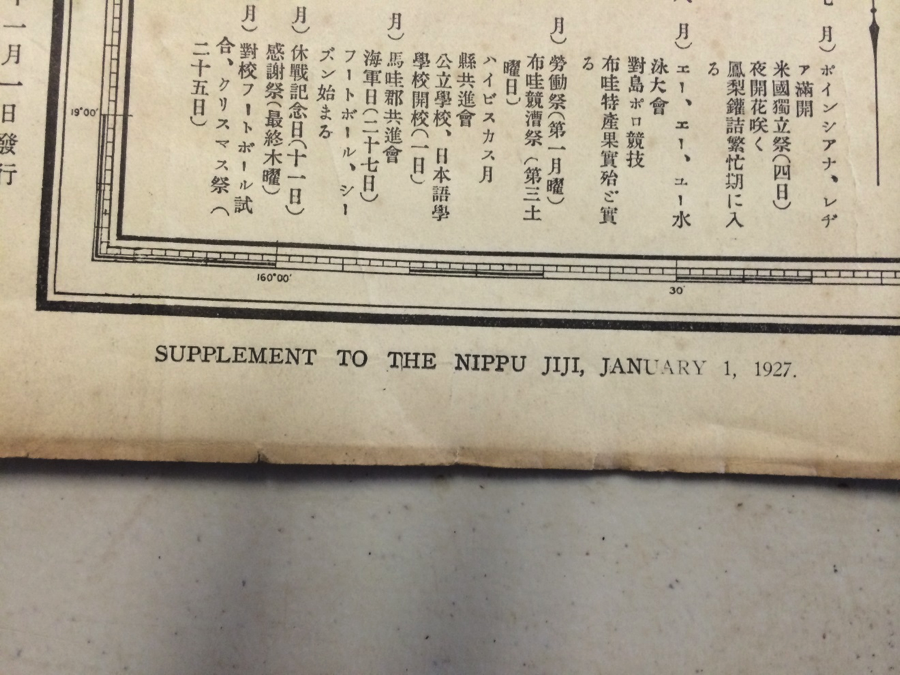 月)ポインシアナ、レヂ
ア滿開
米國獨立祭(四日)
夜開花咲く
鳳梨鑵詰繁忙期に入
る
月)エー、エー、ユー水
泳大會
對島ポロ競技
布哇特産果實殆ど實
る
月)勞働祭(第一月曜)
布哇競漕祭(第三土
曜日)
ハイビスカス月
縣共進會
公立學校、日本語學
學校開校(一日)
月)馬哇郡共進會
海軍日(二十七日)
フートボール、シー
ズン始まる
月)休戰記念日(十一日)
感謝祭(最終木曜)
月)對校フートボール試
合、クリスマス祭(
二十五日)
一月一日發行
19°00'
160°00'
30
SUPPLEMENT TO THE NIPPU JIJI, JANUARY 1, 1927.